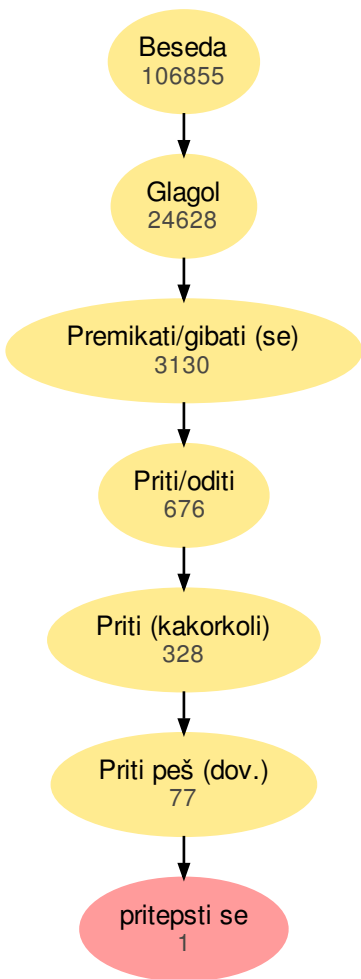 Beseda
106855
Glagol
24628
Premikati/gibati (se)
3130
Priti/oditi
676
Priti (kakorkoli)
328
Priti peš (dov.)
77
pritepsti se
1